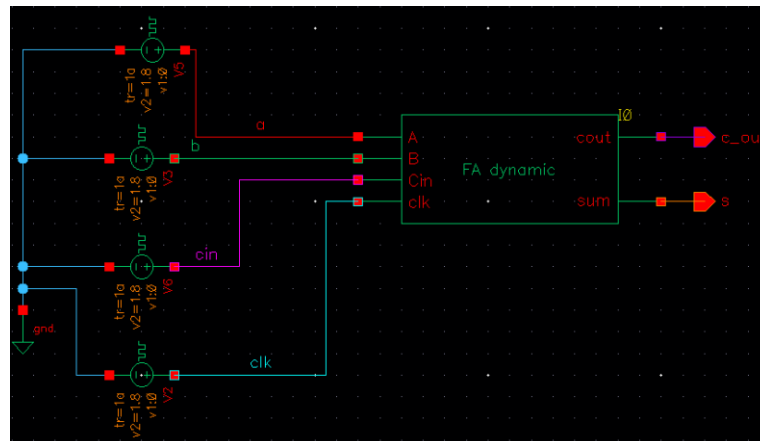 tr=1a
v2=1.8
v1:0
V5
a
I0
A
cout
c_ou
b
B
FA dynamic
tr=1a
v2=1.8
v1:0
V3
Cin
clk
sum
s
cin
tr=1a
v2=1.8
v1:0
V6
gnd
clk
tr=1a
v2=1.8
v1:0
V2